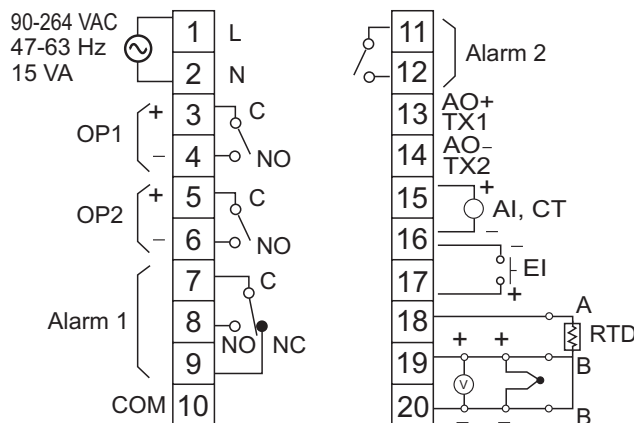 90-264 VAC
47-63 Hz
15 VA
1 L
2 N
OP1 + 3 C
− 4 NO
OP2 + 5 C
− 6 NO
Alarm 1
7 C
8 NO NC
9
COM 10
11
12
Alarm 2
13 AO+
TX1
14 AO−
TX2
15 +
AI, CT
−
16 −
EI
17 +
18 A
RTD
19 + + B
V
20 − − B